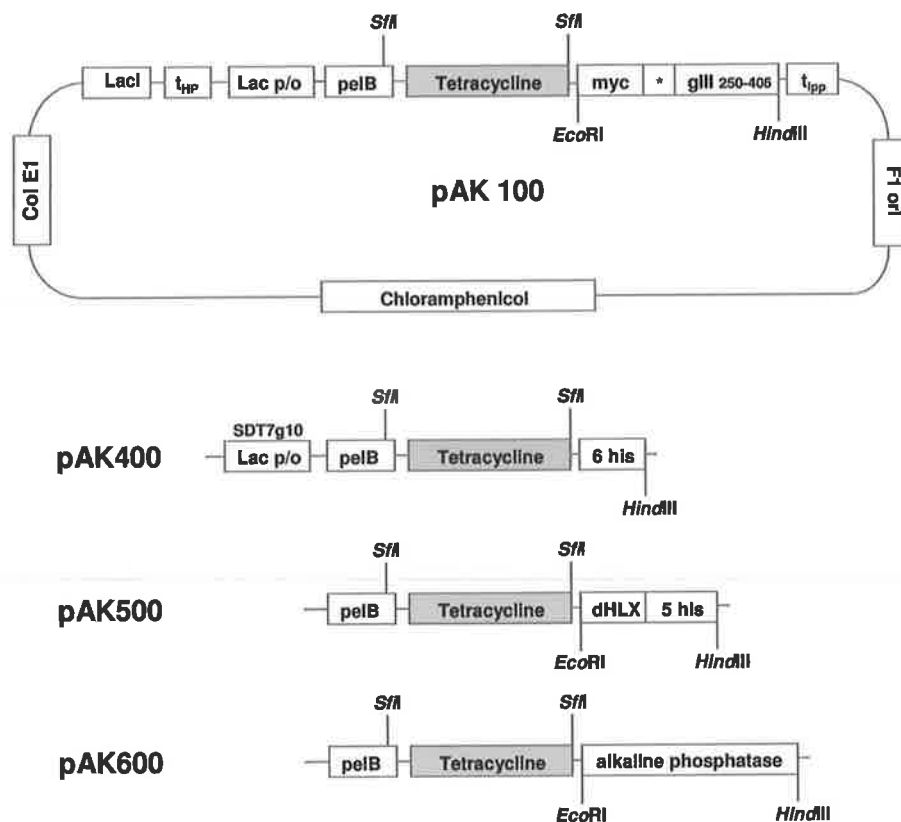 SfiI SfiI
LacI tHP Lac p/o pelB Tetracycline myc * gIII 250-406 tlpp
EcoRI HindIII
Col E1
pAK 100
F1 ori
Chloramphenicol
SfiI SfiI
SDT7g10
pAK400 Lac p/o pelB Tetracycline 6 his
HindIII
SfiI SfiI
pAK500 pelB Tetracycline dHLX 5 his
EcoRI HindIII
SfiI SfiI
pAK600 pelB Tetracycline alkaline phosphatase
EcoRI HindIII